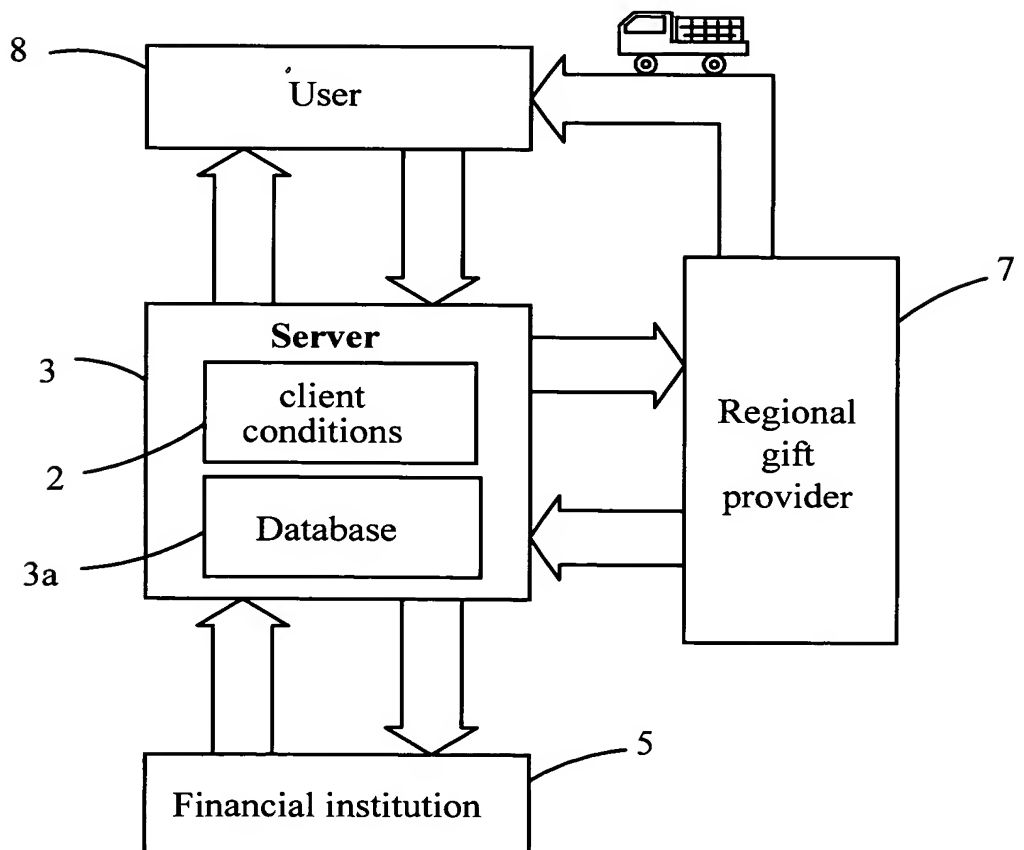 8
User
7
Server
3
client
conditions
2
Regional
gift
provider
Database
3a
5
Financial institution